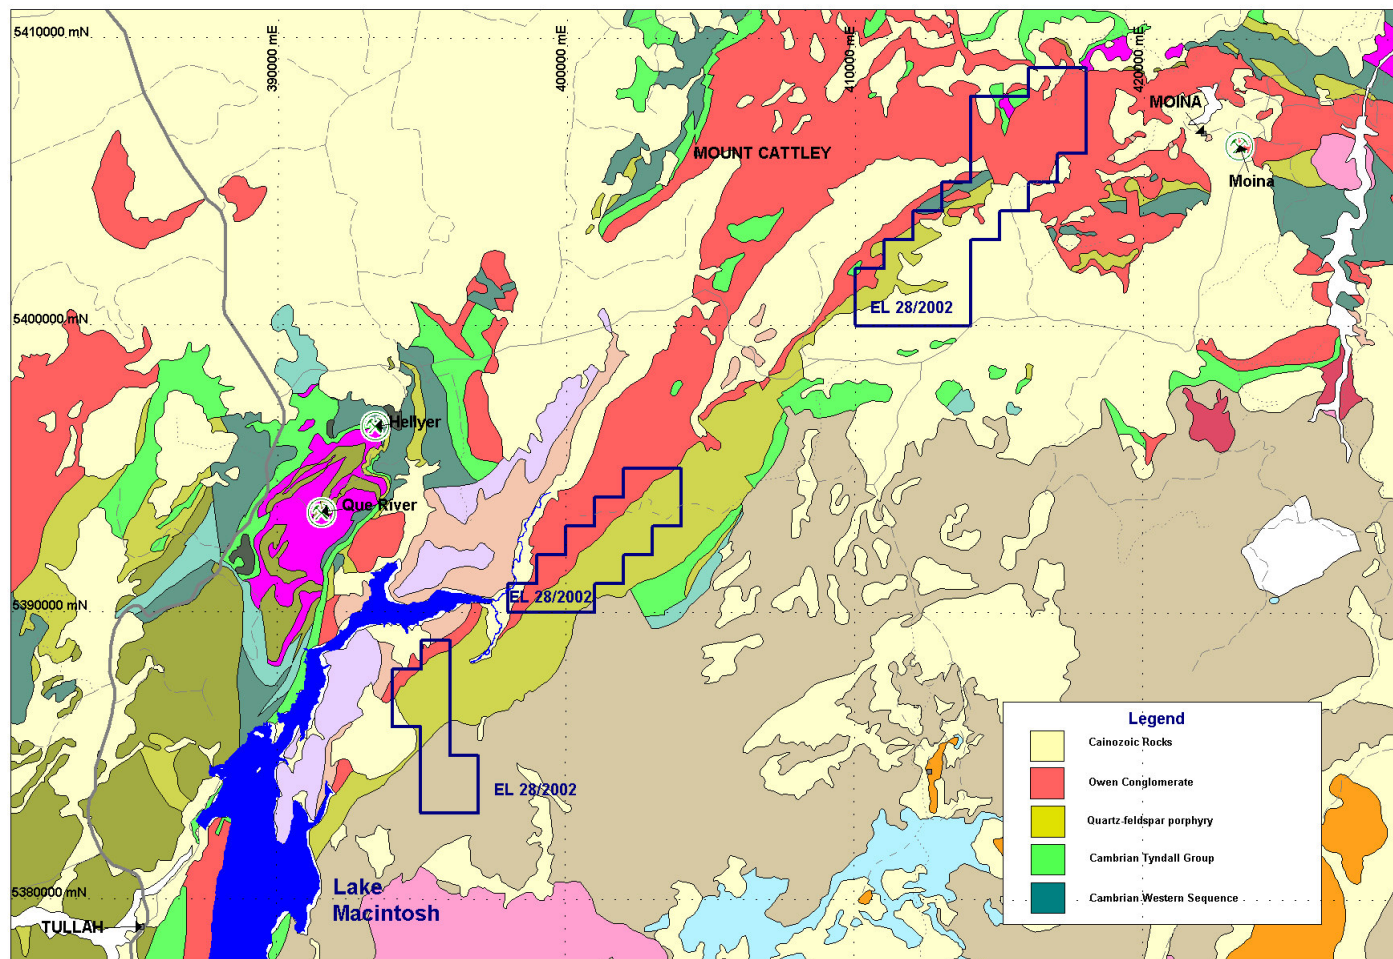 5410000 mN
390000 mE
400000 mE
410000 mE
420000 mE
MOINA
MOUNT CATTLEY
Moina
5400000 mN
EL 28/2002
Hellyer
Que River
5390000 mN
EL 28/2002
EL 28/2002
Legend
Cainozoic Rocks
Owen Conglomerate
Quartz-feldspar porphyry
Cambrian Tyndall Group
Cambrian Western Sequence
5380000 mN
Lake
Macintosh
TULLAH